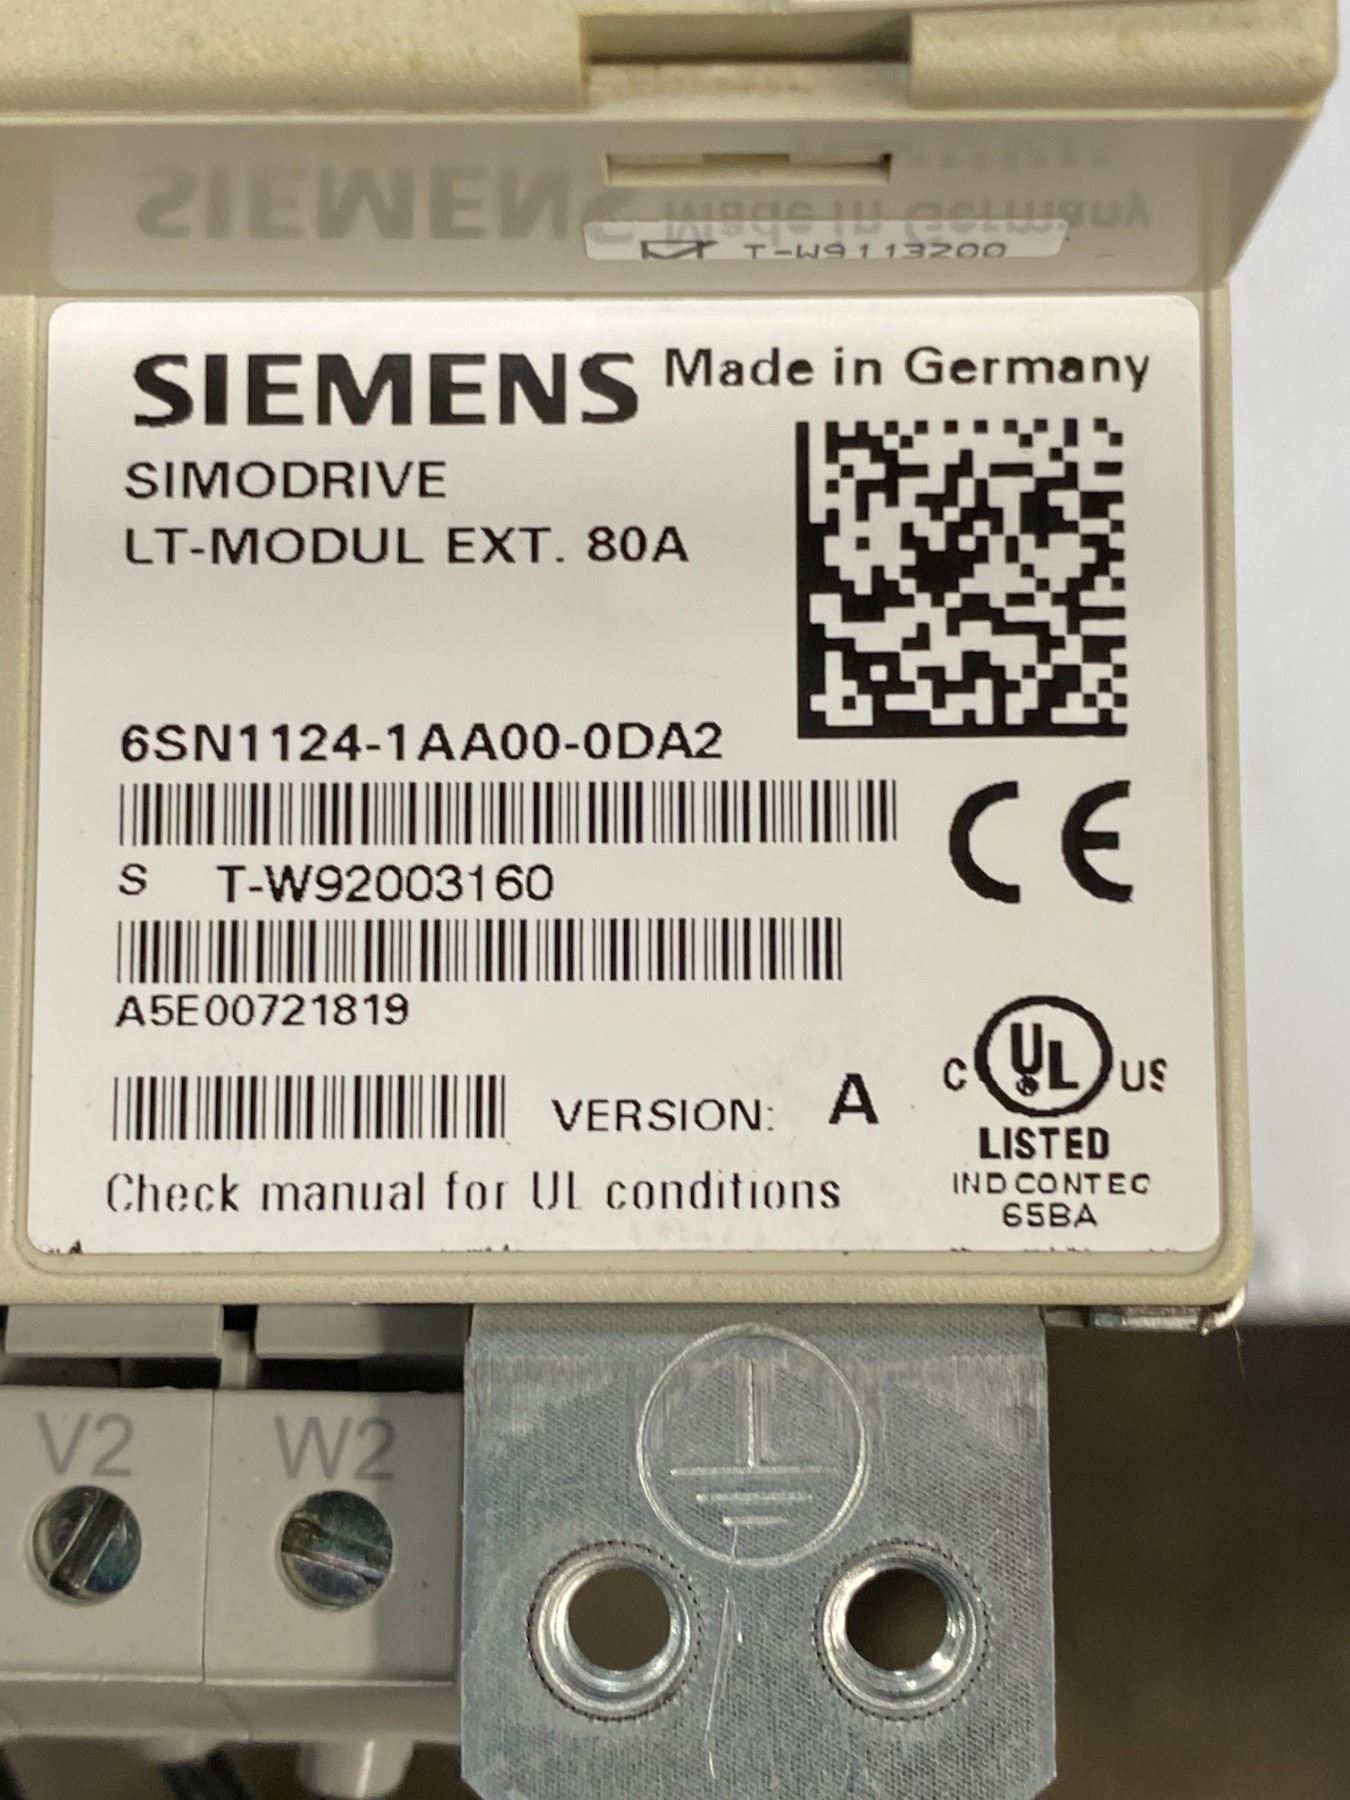 T-W9113200
SIEMENS Made in Germany
SIMODRIVE
LT-MODUL EXT. 80A
6SN1124-1AA00-0DA2
S T-W92003160
A5E00721819
VERSION: A
CE
C UL US
LISTED
IND CONT EQ
65BA
Check manual for UL conditions
V2 W2